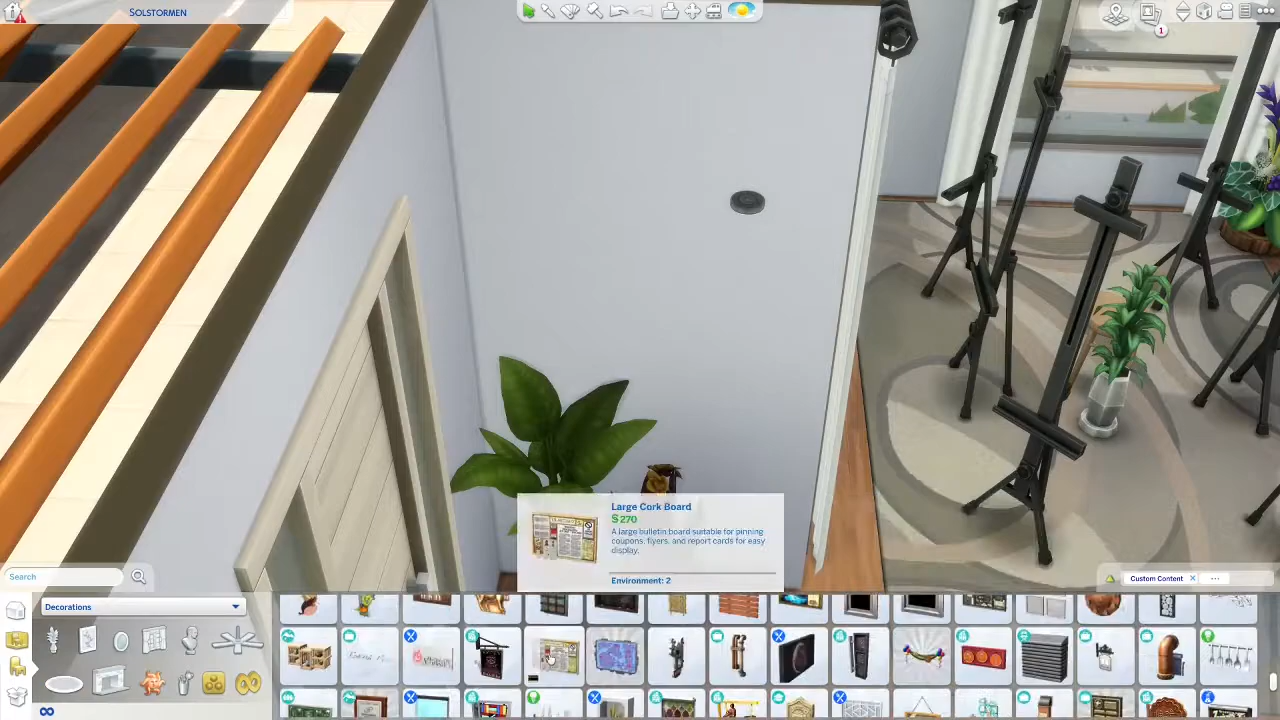 SOLSTORMEN
1
Large Cork Board
§270
A large bulletin board suitable for pinning
coupons, flyers, and report cards for easy
display.
Environment: 2
Search
Custom Content
Decorations